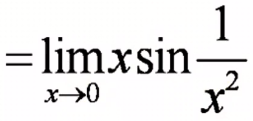 = lim x→0 x sin 1/x²